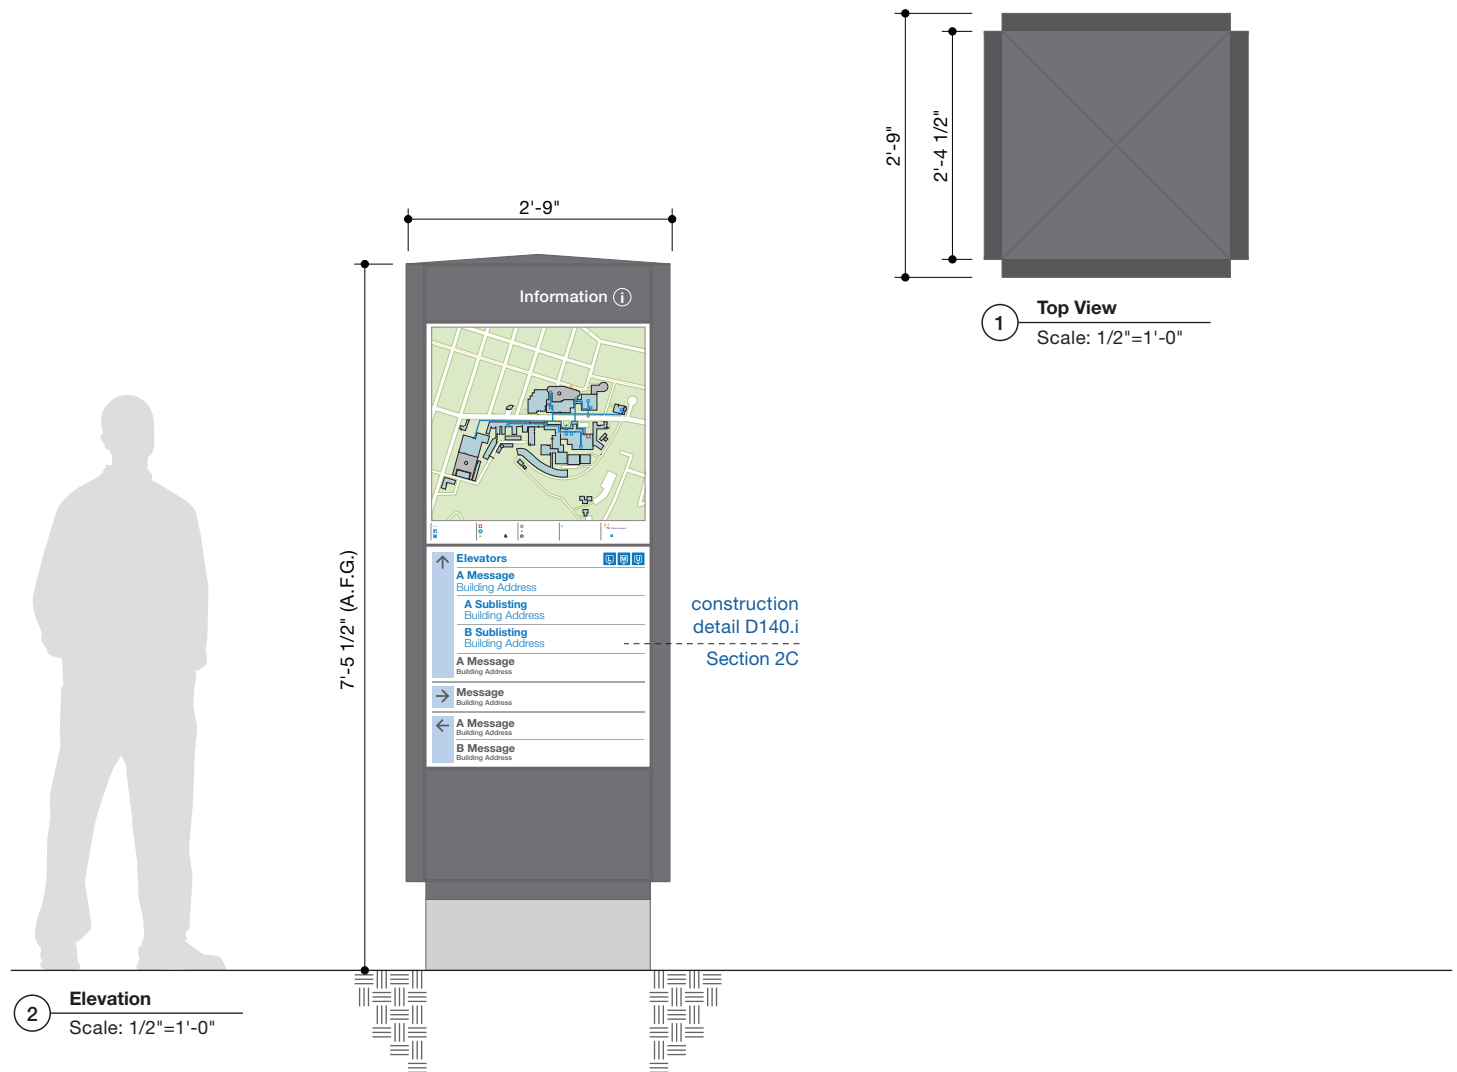 2'-9"
2'-4 1/2"
1
Top View
Scale: 1/2"=1'-0"
2'-9"
7'-5 1/2" (A.F.G.)
Information i
Elevators L M U
A Message
Building Address
A Sublisting
Building Address
B Sublisting
Building Address
A Message
Building Address
Message
Building Address
A Message
Building Address
B Message
Building Address
construction
detail D140.i
Section 2C
2
Elevation
Scale: 1/2"=1'-0"